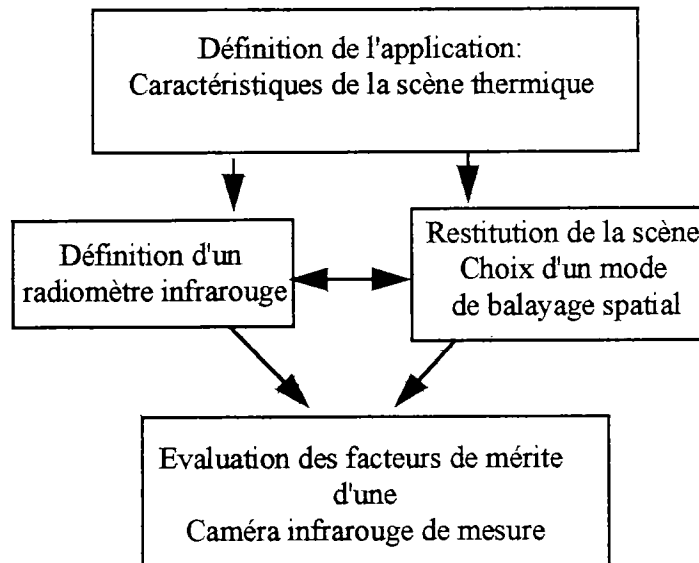 Définition de l'application:
Caractéristiques de la scène thermique
Définition d'un
radiomètre infrarouge
Restitution de la scène
Choix d'un mode
de balayage spatial
Evaluation des facteurs de mérite
d'une
Caméra infrarouge de mesure